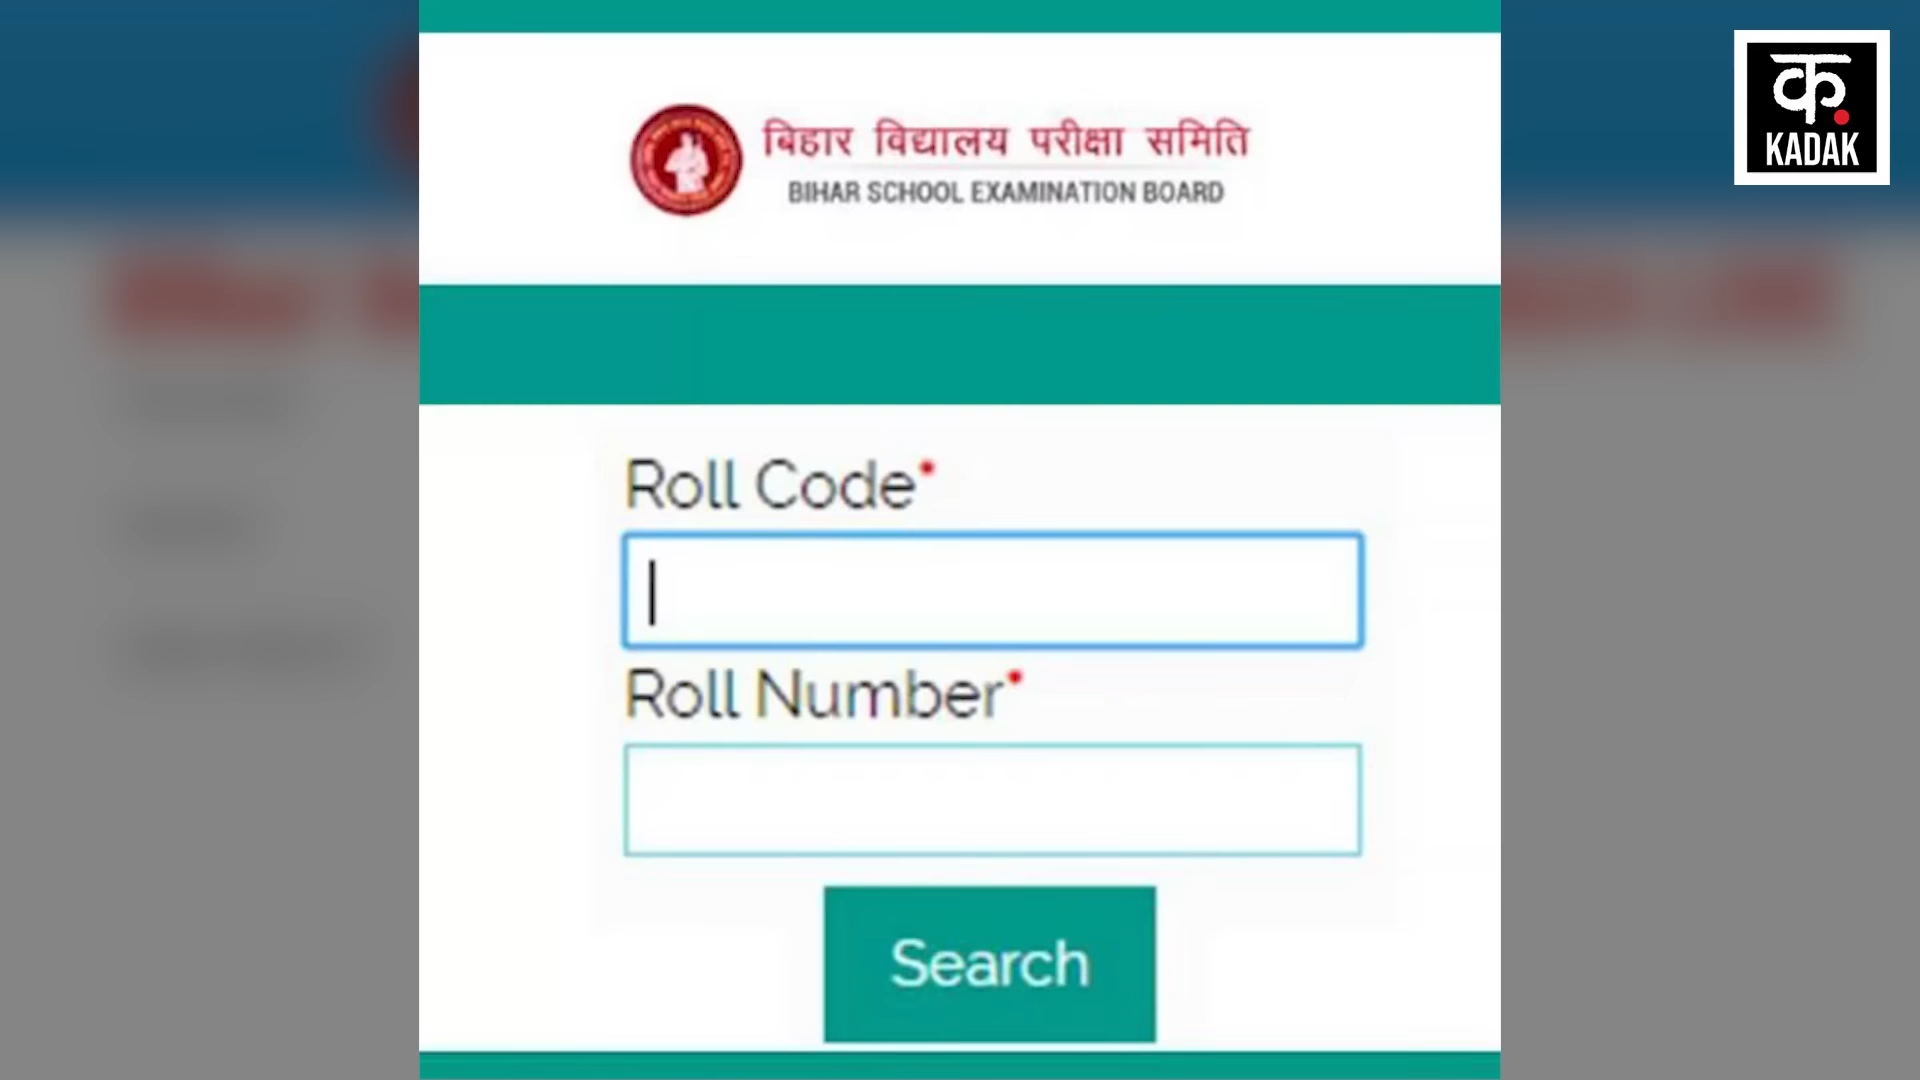 क.
KADAK
बिहार विद्यालय परीक्षा समिति
BIHAR SCHOOL EXAMINATION BOARD
Roll Code*
Roll Number*
Search